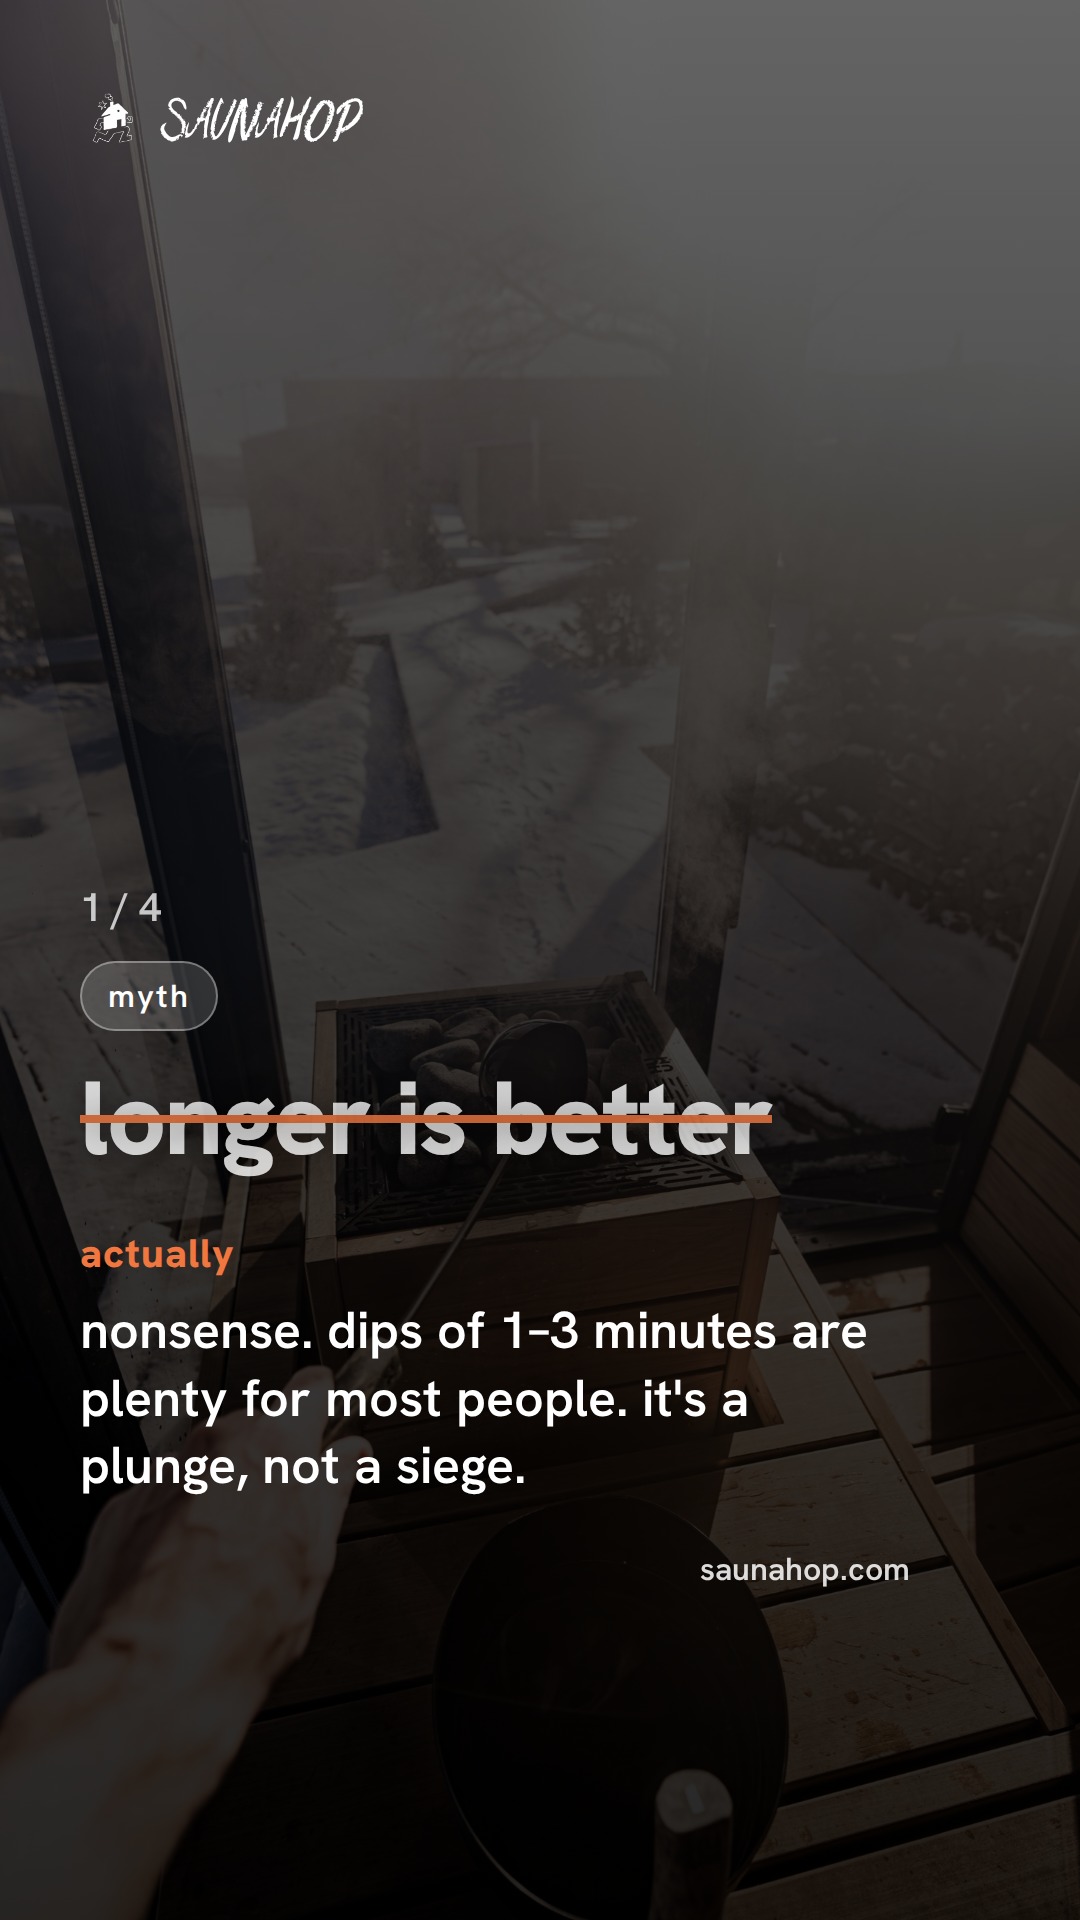 SAUNAHOP
1 / 4
myth
longer is better
actually
nonsense. dips of 1–3 minutes are
plenty for most people. it's a
plunge, not a siege.
saunahop.com